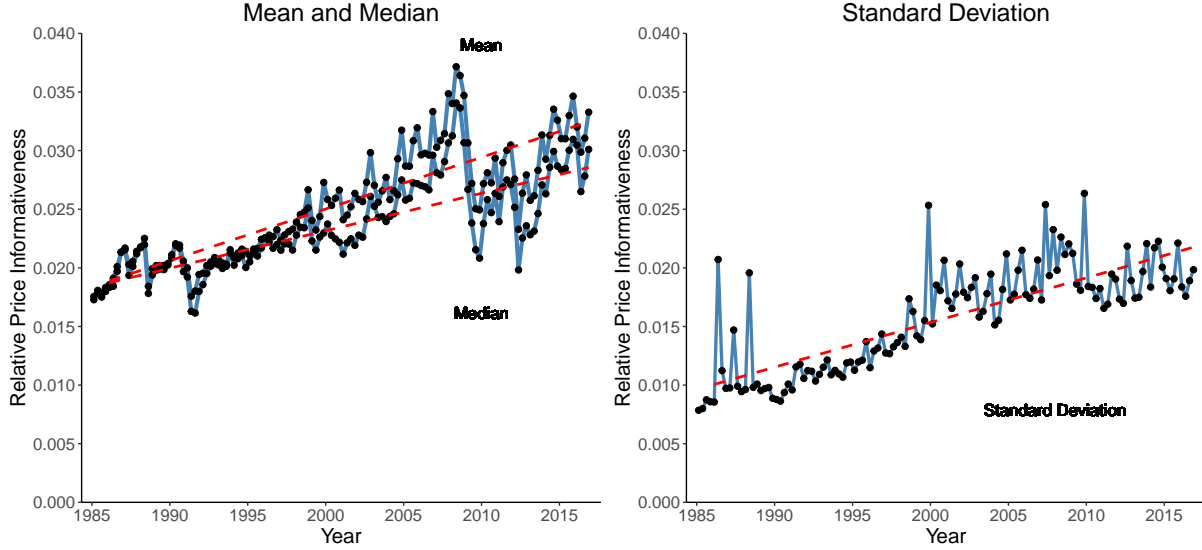 Mean and Median
Relative Price Informativeness
0.040
0.035
0.030
0.025
0.020
0.015
0.010
0.005
0.000
Mean
Median
1985 1990 1995 2000 2005 2010 2015
Year
Standard Deviation
Relative Price Informativeness
0.040
0.035
0.030
0.025
0.020
0.015
0.010
0.005
0.000
Standard Deviation
1985 1990 1995 2000 2005 2010 2015
Year